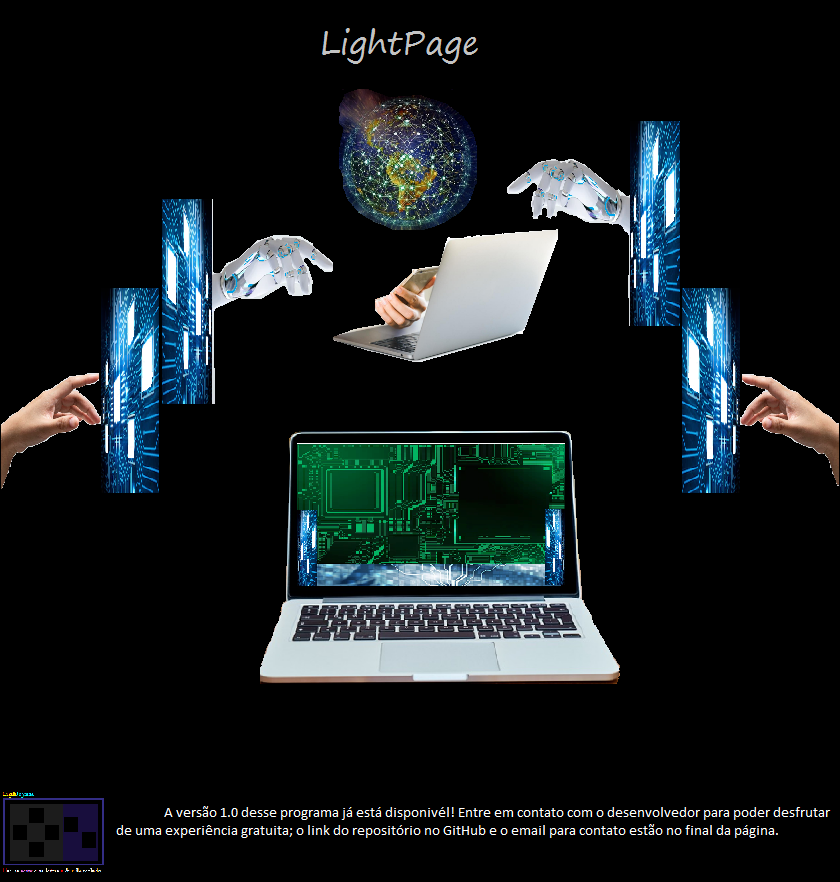 LightPage
A versão 1.0 desse programa já está disponivél! Entre em contato com o desenvolvedor para poder desfrutar
de uma experiência gratuita; o link do repositório no GitHub e o email para contato estão no final da página.